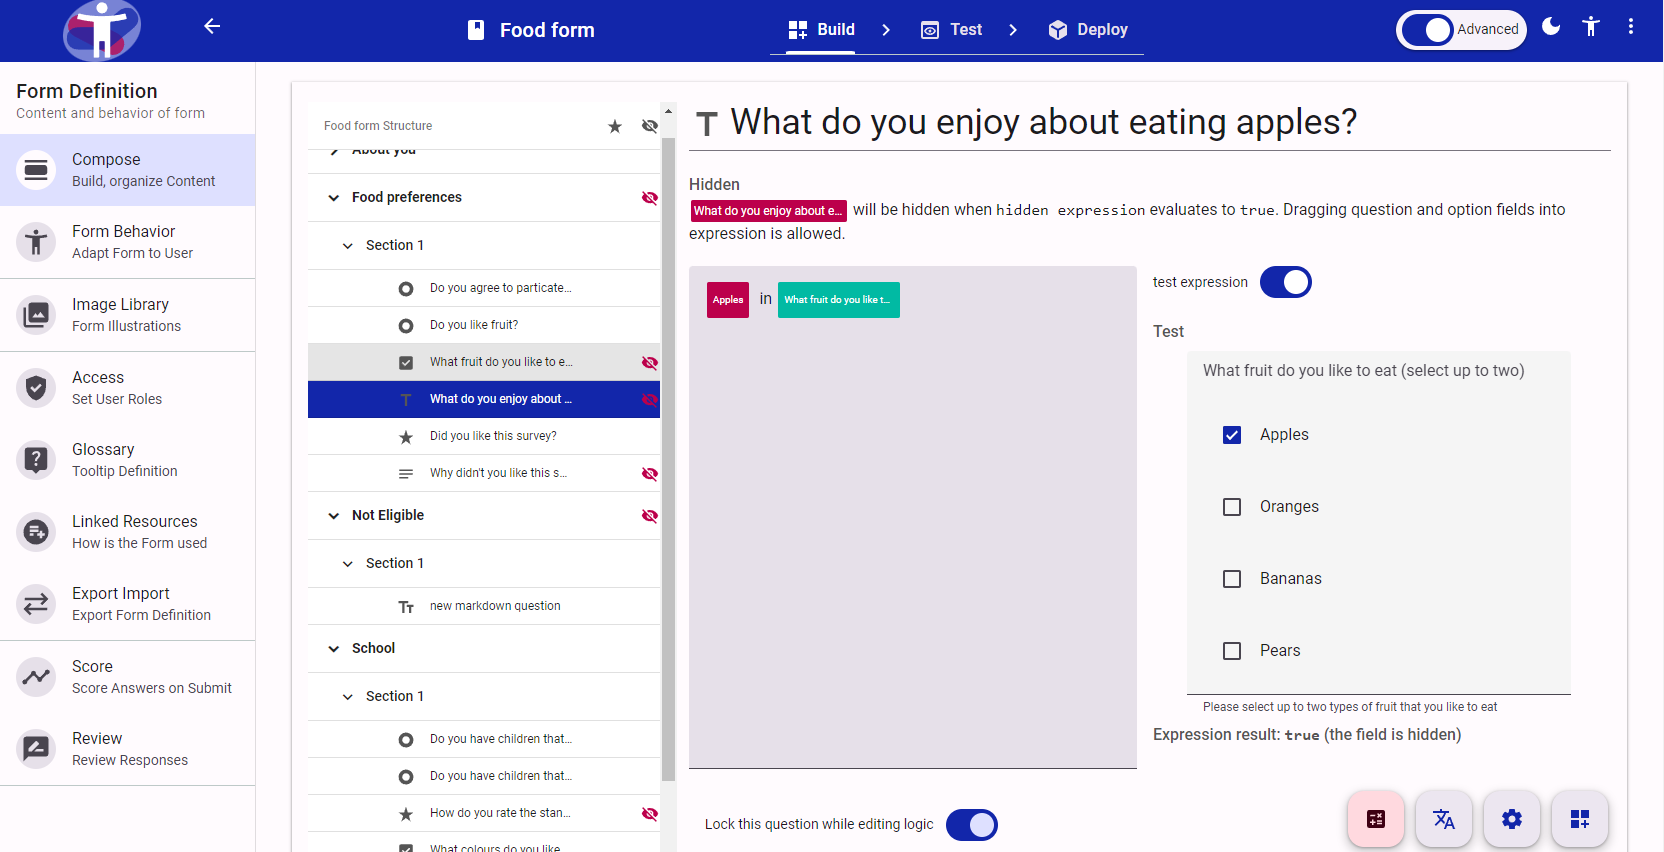 Food form
Build
Test
Deploy
Advanced
Form Definition
Content and behavior of form
Compose
Build, organize Content
Form Behavior
Adapt Form to User
Image Library
Form Illustrations
Access
Set User Roles
Glossary
Tooltip Definition
Linked Resources
How is the Form used
Export Import
Export Form Definition
Score
Score Answers on Submit
Review
Review Responses
Food form Structure
About you
Food preferences
Section 1
Do you agree to particate...
Do you like fruit?
What fruit do you like to e...
What do you enjoy about ...
Did you like this survey?
Why didn't you like this s...
Not Eligible
Section 1
new markdown question
School
Section 1
Do you have children that...
Do you have children that...
How do you rate the stan...
What colours do you like
What do you enjoy about eating apples?
Hidden
What do you enjoy about e... will be hidden when hidden expression evaluates to true. Dragging question and option fields into
expression is allowed.
Apples in What fruit do you like t...
test expression
Test
What fruit do you like to eat (select up to two)
Apples
Oranges
Bananas
Pears
Please select up to two types of fruit that you like to eat
Expression result: true (the field is hidden)
Lock this question while editing logic